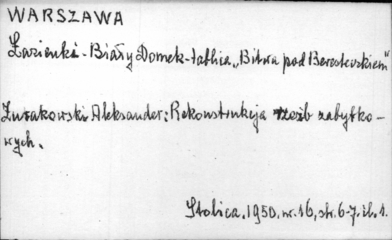 WARSZAWA
Łazienki - Biały Domek - tablica „Bitwa pod Beresteczkiem"
Żurakowski Aleksander: Rekonstrukcja rzeźb zabytko-
wych.
Stolica. 1950. nr. 16, str. 6-7. il. 1.